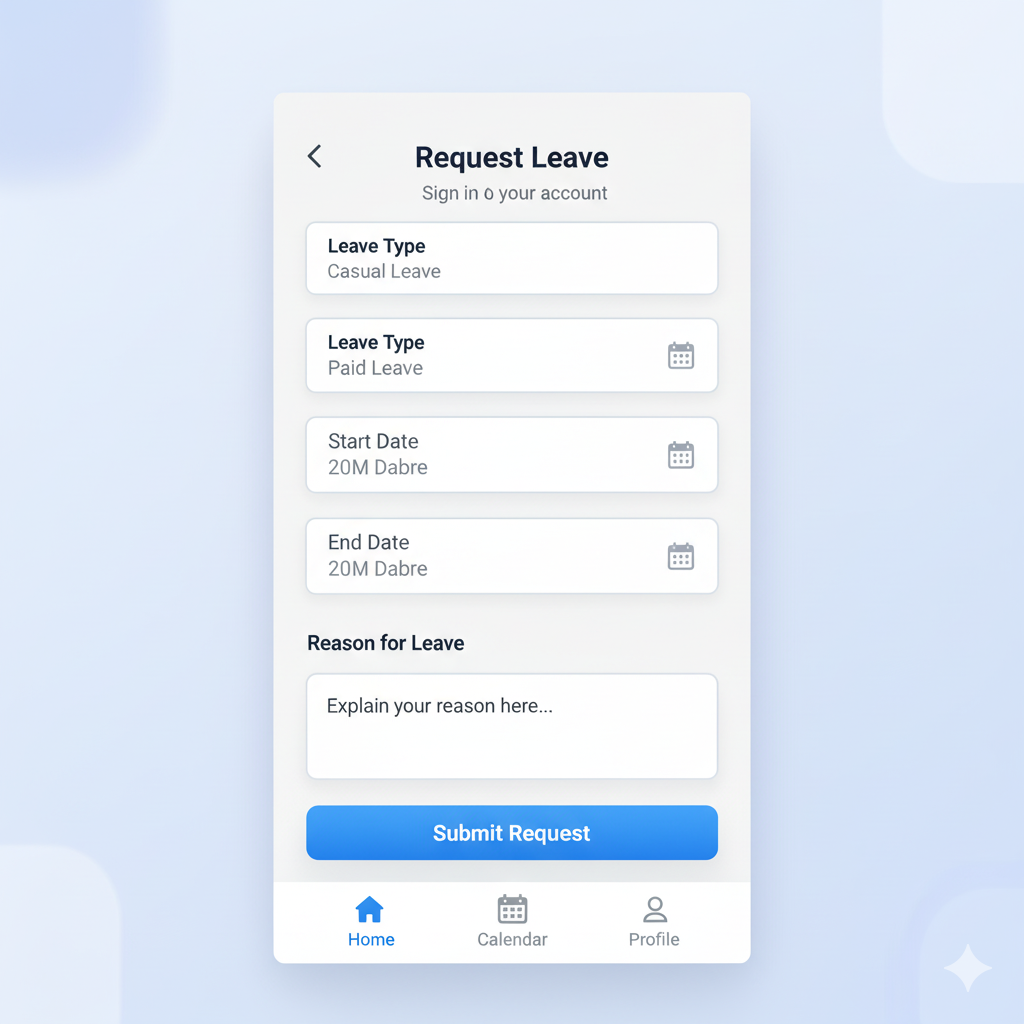 Request Leave
Sign in o your account
Leave Type
Casual Leave
Leave Type
Paid Leave
Start Date
20M Dabre
End Date
20M Dabre
Reason for Leave
Explain your reason here...
Submit Request
Home
Calendar
Profile